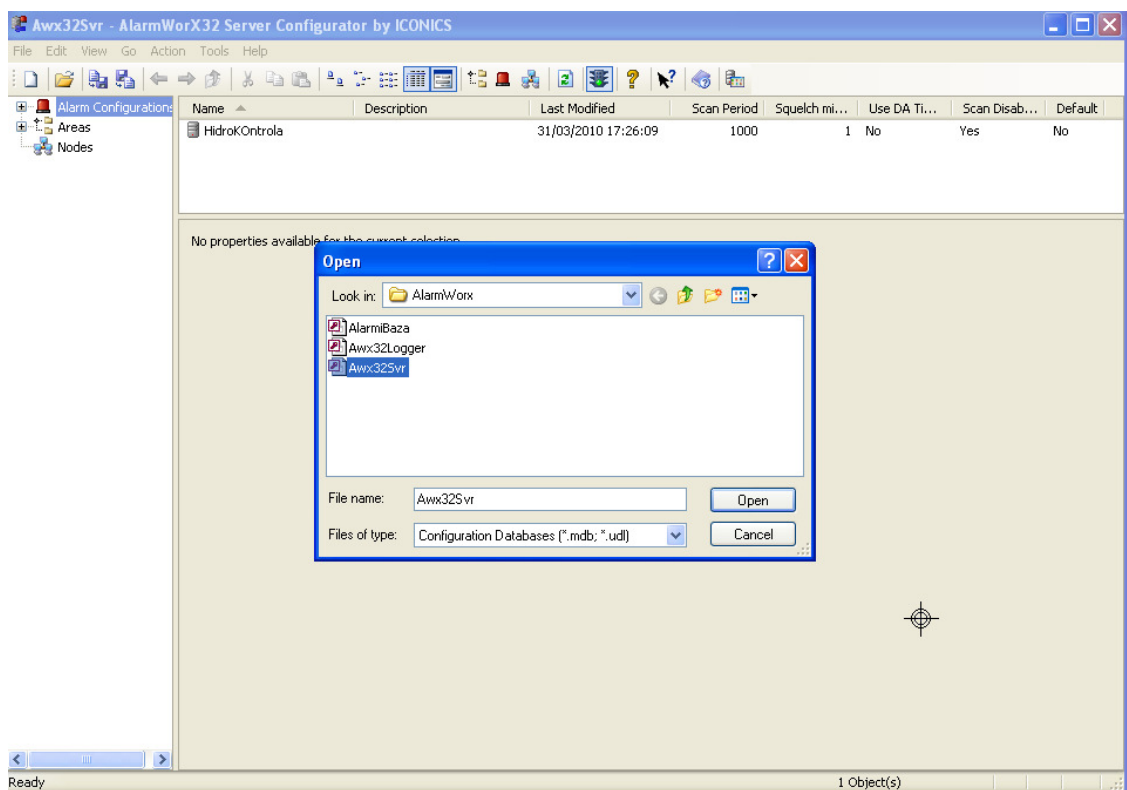 Awx32Svr - AlarmWorX32 Server Configurator by ICONICS
File Edit View Go Action Tools Help
Alarm Configurations
Areas
Nodes
Name Description Last Modified Scan Period Squelch mi... Use DA Ti... Scan Disab... Default
HidroKOntrola 31/03/2010 17:26:09 1000 1 No Yes No
No properties available for the current selection
Open
Look in: AlarmWorx
AlarmiBaza
Awx32Logger
Awx32Svr
File name: Awx32Svr Open
Files of type: Configuration Databases (*.mdb; *.udl) Cancel
Ready 1 Object(s)